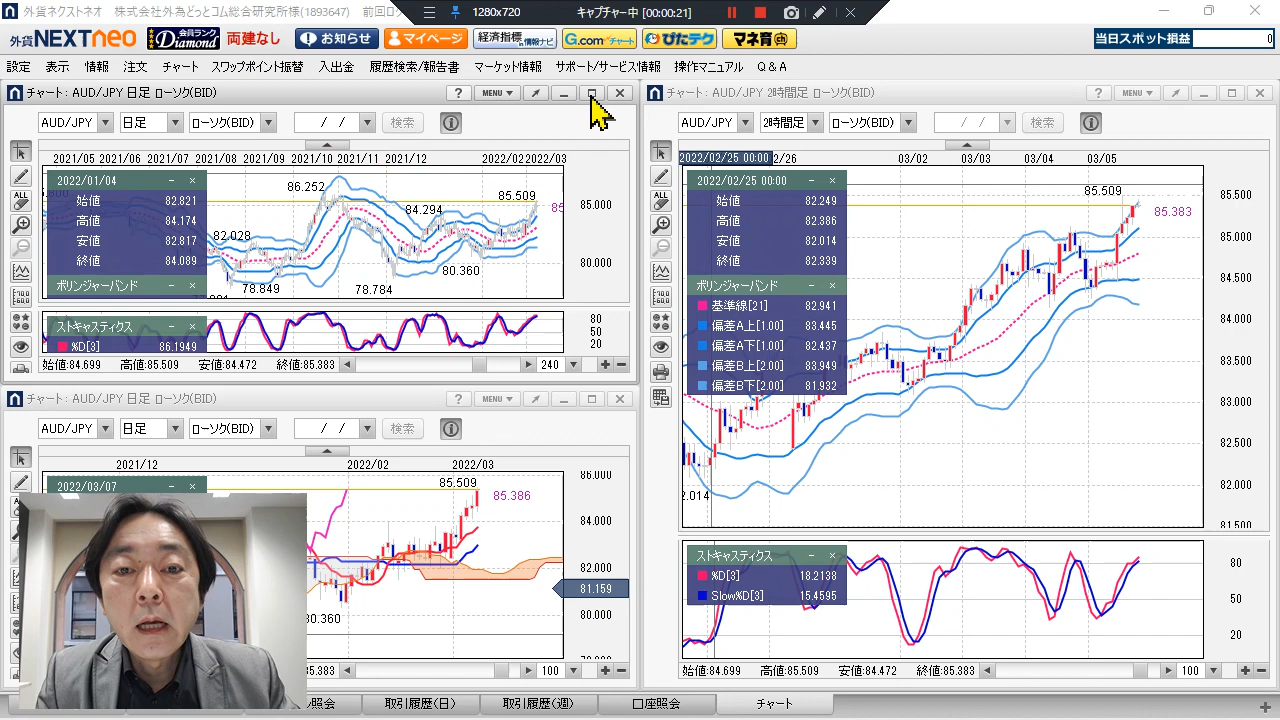 外貨ネクストネオ 株式会社外為どっとコム総合研究所様(1893647) 前回ログ
1280x720 キャプチャー中 [00:00:21]
外貨NEXTneo 会員ランク Diamond 両建なし お知らせ マイページ 経済指標 情報ナビ G.comチャート ぴたテク マネ育 当日スポット損益 0
設定 表示 情報 注文 チャート スワップポイント振替 入出金 履歴検索/報告書 マーケット情報 サポート/サービス情報 操作マニュアル Q&A
チャート: AUD/JPY 日足 ローソク(BID) ? MENU
AUD/JPY 日足 ローソク(BID) / / 検索
2021/05 2021/06 2021/07 2021/08 2021/09 2021/10 2021/11 2021/12 2022/02 2022/03
ALL
2022/01/04
始値 82.821
高値 84.174
安値 82.817
終値 84.089
ボリンジャーバンド
86.252
85.509
84.294
82.028
80.360
78.849
78.784
85.000
80.000
ストキャスティクス
%D[3] 86.1949
80
50
20
始値:84.699 高値:85.509 安値:84.472 終値:85.383 240
チャート: AUD/JPY 日足 ローソク(BID) ? MENU
AUD/JPY 日足 ローソク(BID) / / 検索
2021/12 2022/02 2022/03
2022/03/07
85.509
85.386
86.000
84.000
82.000
81.159
80.000
5.383 100
チャート: AUD/JPY 2時間足 ローソク(BID) ? MENU
AUD/JPY 2時間足 ローソク(BID) / / 検索
2022/02/25 00:00 2/26 03/02 03/03 03/04 03/05
ALL
2022/02/25 00:00
始値 82.249
高値 82.386
安値 82.014
終値 82.339
ボリンジャーバンド
基準線[21] 82.941
偏差A上[1.00] 83.445
偏差A下[1.00] 82.437
偏差B上[2.00] 83.949
偏差B下[2.00] 81.932
85.509
85.383
2.014
85.500
85.000
84.500
84.000
83.500
83.000
82.500
82.000
81.500
ストキャスティクス
%D[3] 18.2138
Slow%D[3] 15.4595
80
50
20
始値:84.699 高値:85.509 安値:84.472 終値:85.383 100
照会 取引履歴(日) 取引履歴(週) 口座照会 チャート